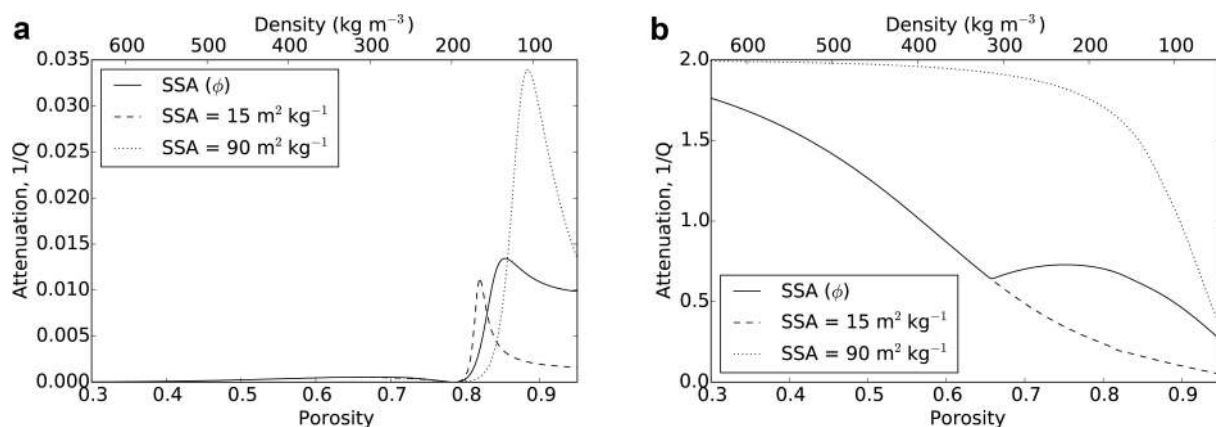 a
Density (kg m⁻³)
600 500 400 300 200 100
0.035
0.030
0.025
0.020
0.015
0.010
0.005
0.000
Attenuation, 1/Q
SSA (ϕ)
SSA = 15 m² kg⁻¹
SSA = 90 m² kg⁻¹
0.3 0.4 0.5 0.6 0.7 0.8 0.9
Porosity
b
Density (kg m⁻³)
600 500 400 300 200 100
2.0
1.5
1.0
0.5
0.0
Attenuation, 1/Q
SSA (ϕ)
SSA = 15 m² kg⁻¹
SSA = 90 m² kg⁻¹
0.3 0.4 0.5 0.6 0.7 0.8 0.9
Porosity